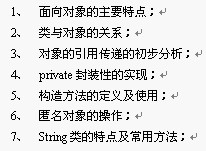 1、 面向对象的主要特点；
2、 类与对象的关系；
3、 对象的引用传递的初步分析；
4、 private 封装性的实现；
5、 构造方法的定义及使用；
6、 匿名对象的操作；
7、 String 类的特点及常用方法；